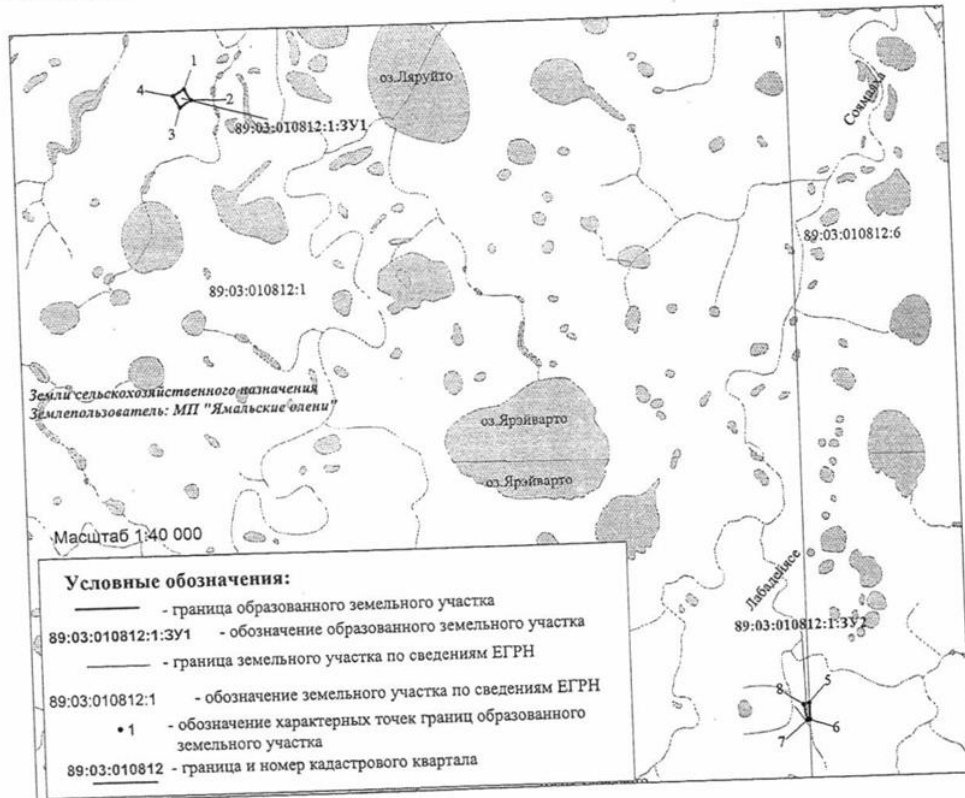 оз.Ляруйто
Соямаяха
1
4
2
3
89:03:010812:1:ЗУ1
89:03:010812:6
89:03:010812:1
Земли сельскохозяйственного назначения
Землепользователь: МП "Ямальские олени"
оз.Ярэйварто
оз.Ярэйварто
Масштаб 1:40 000
Лабадейясе
89:03:010812:1:ЗУ2
8
5
7
6
Условные обозначения:
- граница образованного земельного участка
89:03:010812:1:ЗУ1 - обозначение образованного земельного участка
- граница земельного участка по сведениям ЕГРН
89:03:010812:1 - обозначение земельного участка по сведениям ЕГРН
• 1 - обозначение характерных точек границ образованного
земельного участка
89:03:010812 - граница и номер кадастрового квартала